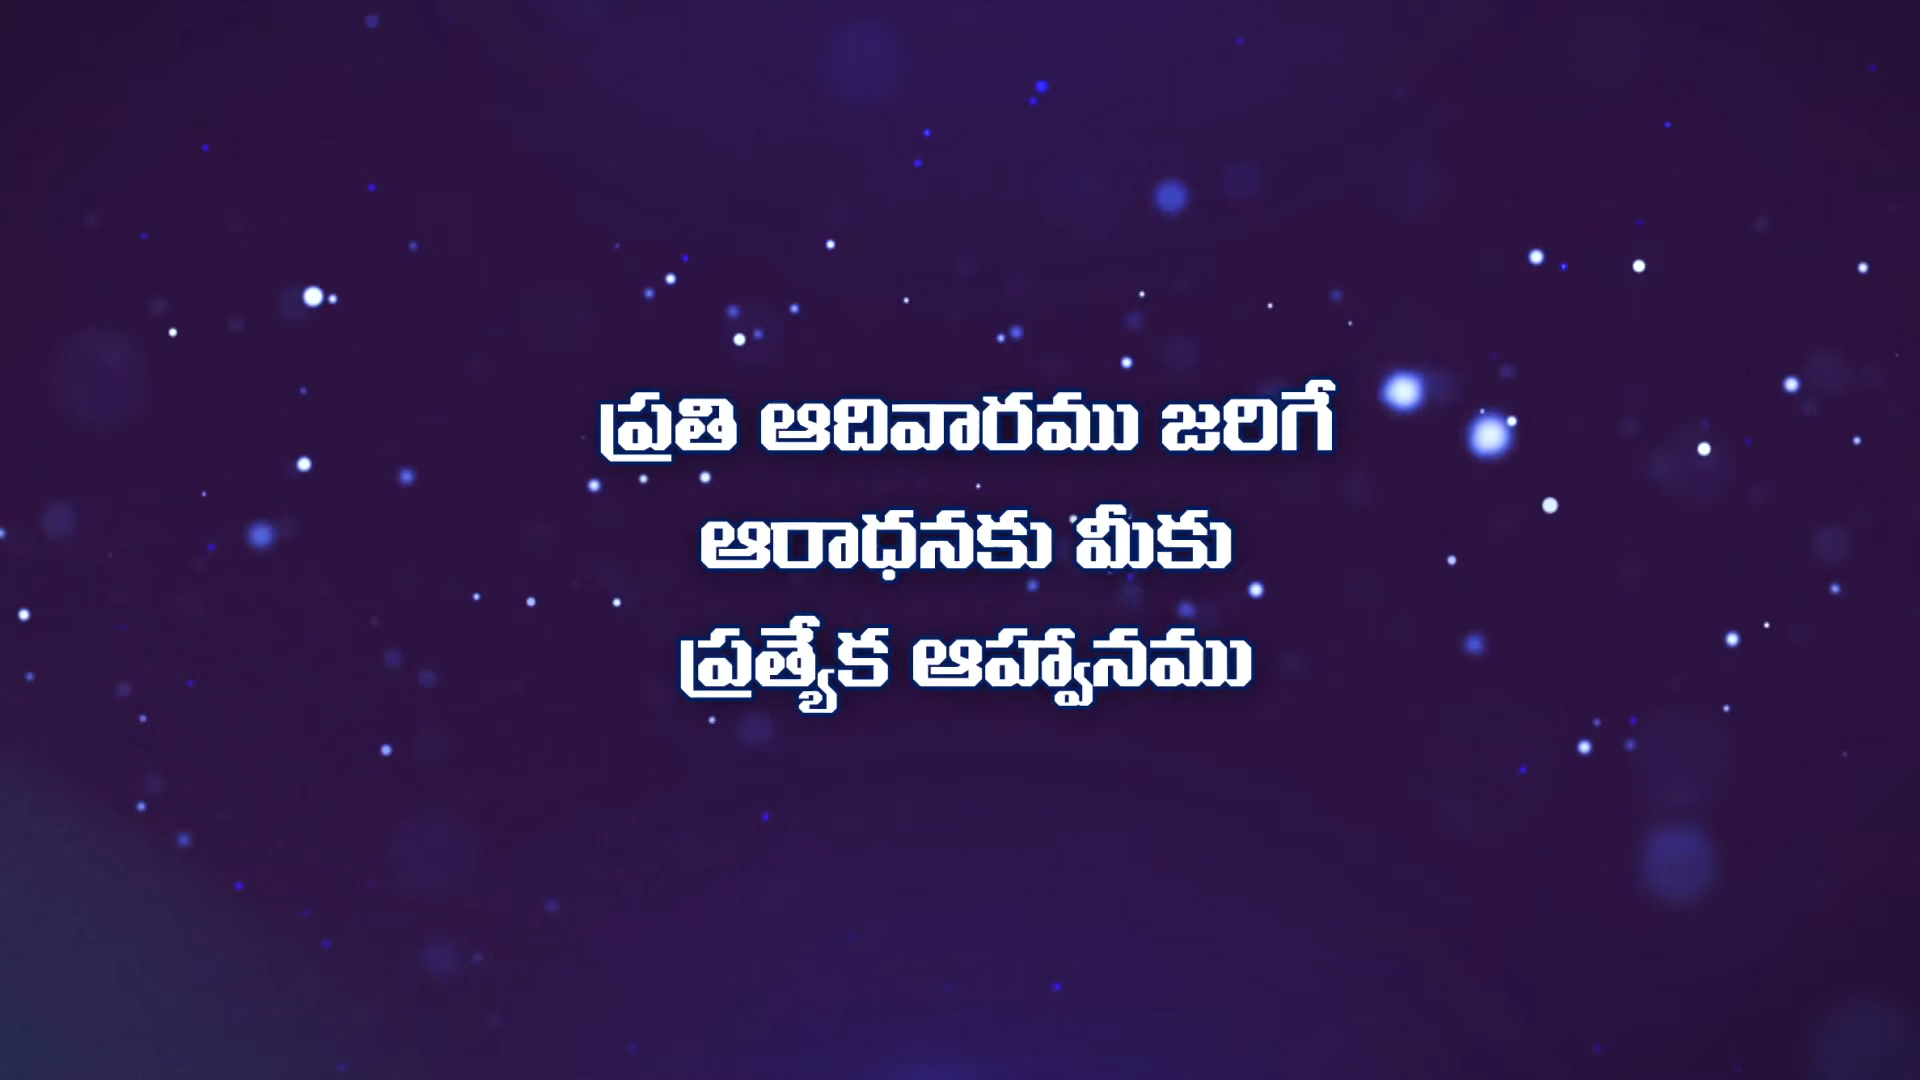 ప్రతి ఆదివారము జరిగే
ఆరాధనకు మీకు
ప్రత్యేక ఆహ్వానము